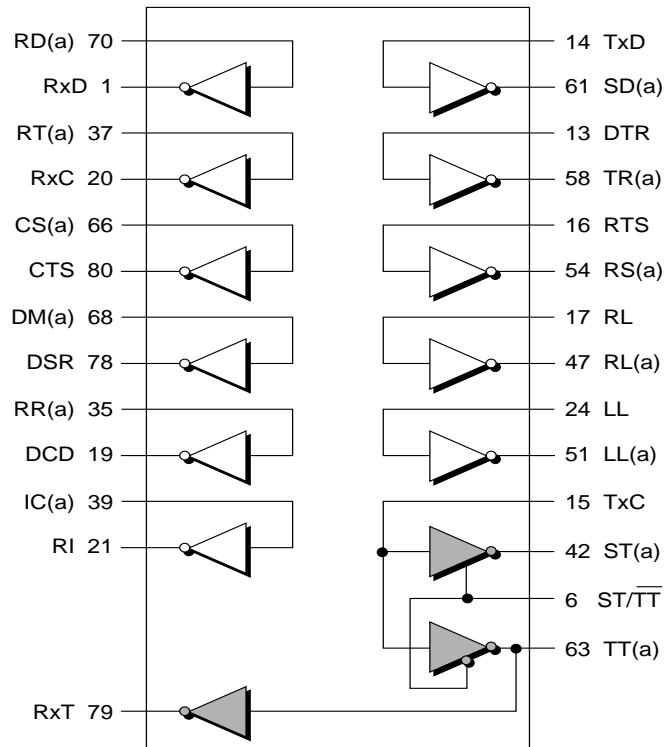 RD(a) 70
RxD 1
RT(a) 37
RxC 20
CS(a) 66
CTS 80
DM(a) 68
DSR 78
RR(a) 35
DCD 19
IC(a) 39
RI 21
RxT 79
14 TxD
61 SD(a)
13 DTR
58 TR(a)
16 RTS
54 RS(a)
17 RL
47 RL(a)
24 LL
51 LL(a)
15 TxC
42 ST(a)
6 ST/T̅T̅
63 TT(a)